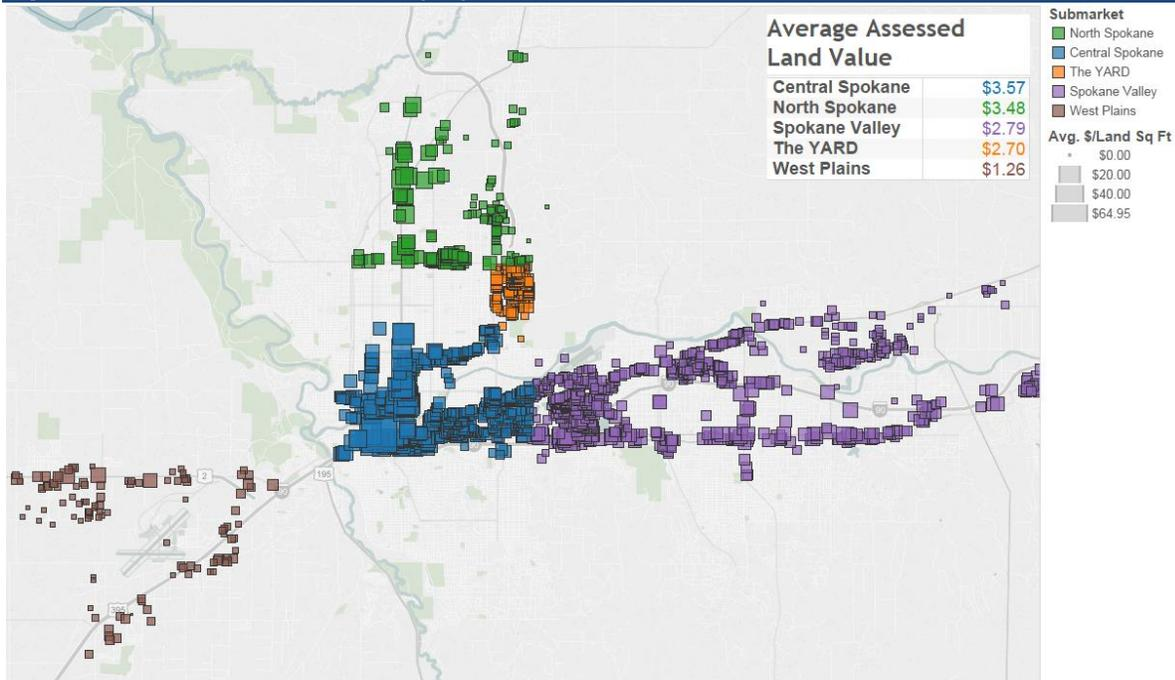 Average Assessed
Land Value
Central Spokane $3.57
North Spokane $3.48
Spokane Valley $2.79
The YARD $2.70
West Plains $1.26
Submarket
North Spokane
Central Spokane
The YARD
Spokane Valley
West Plains
Avg. $/Land Sq Ft
$0.00
$20.00
$40.00
$64.95
2
195
395
90